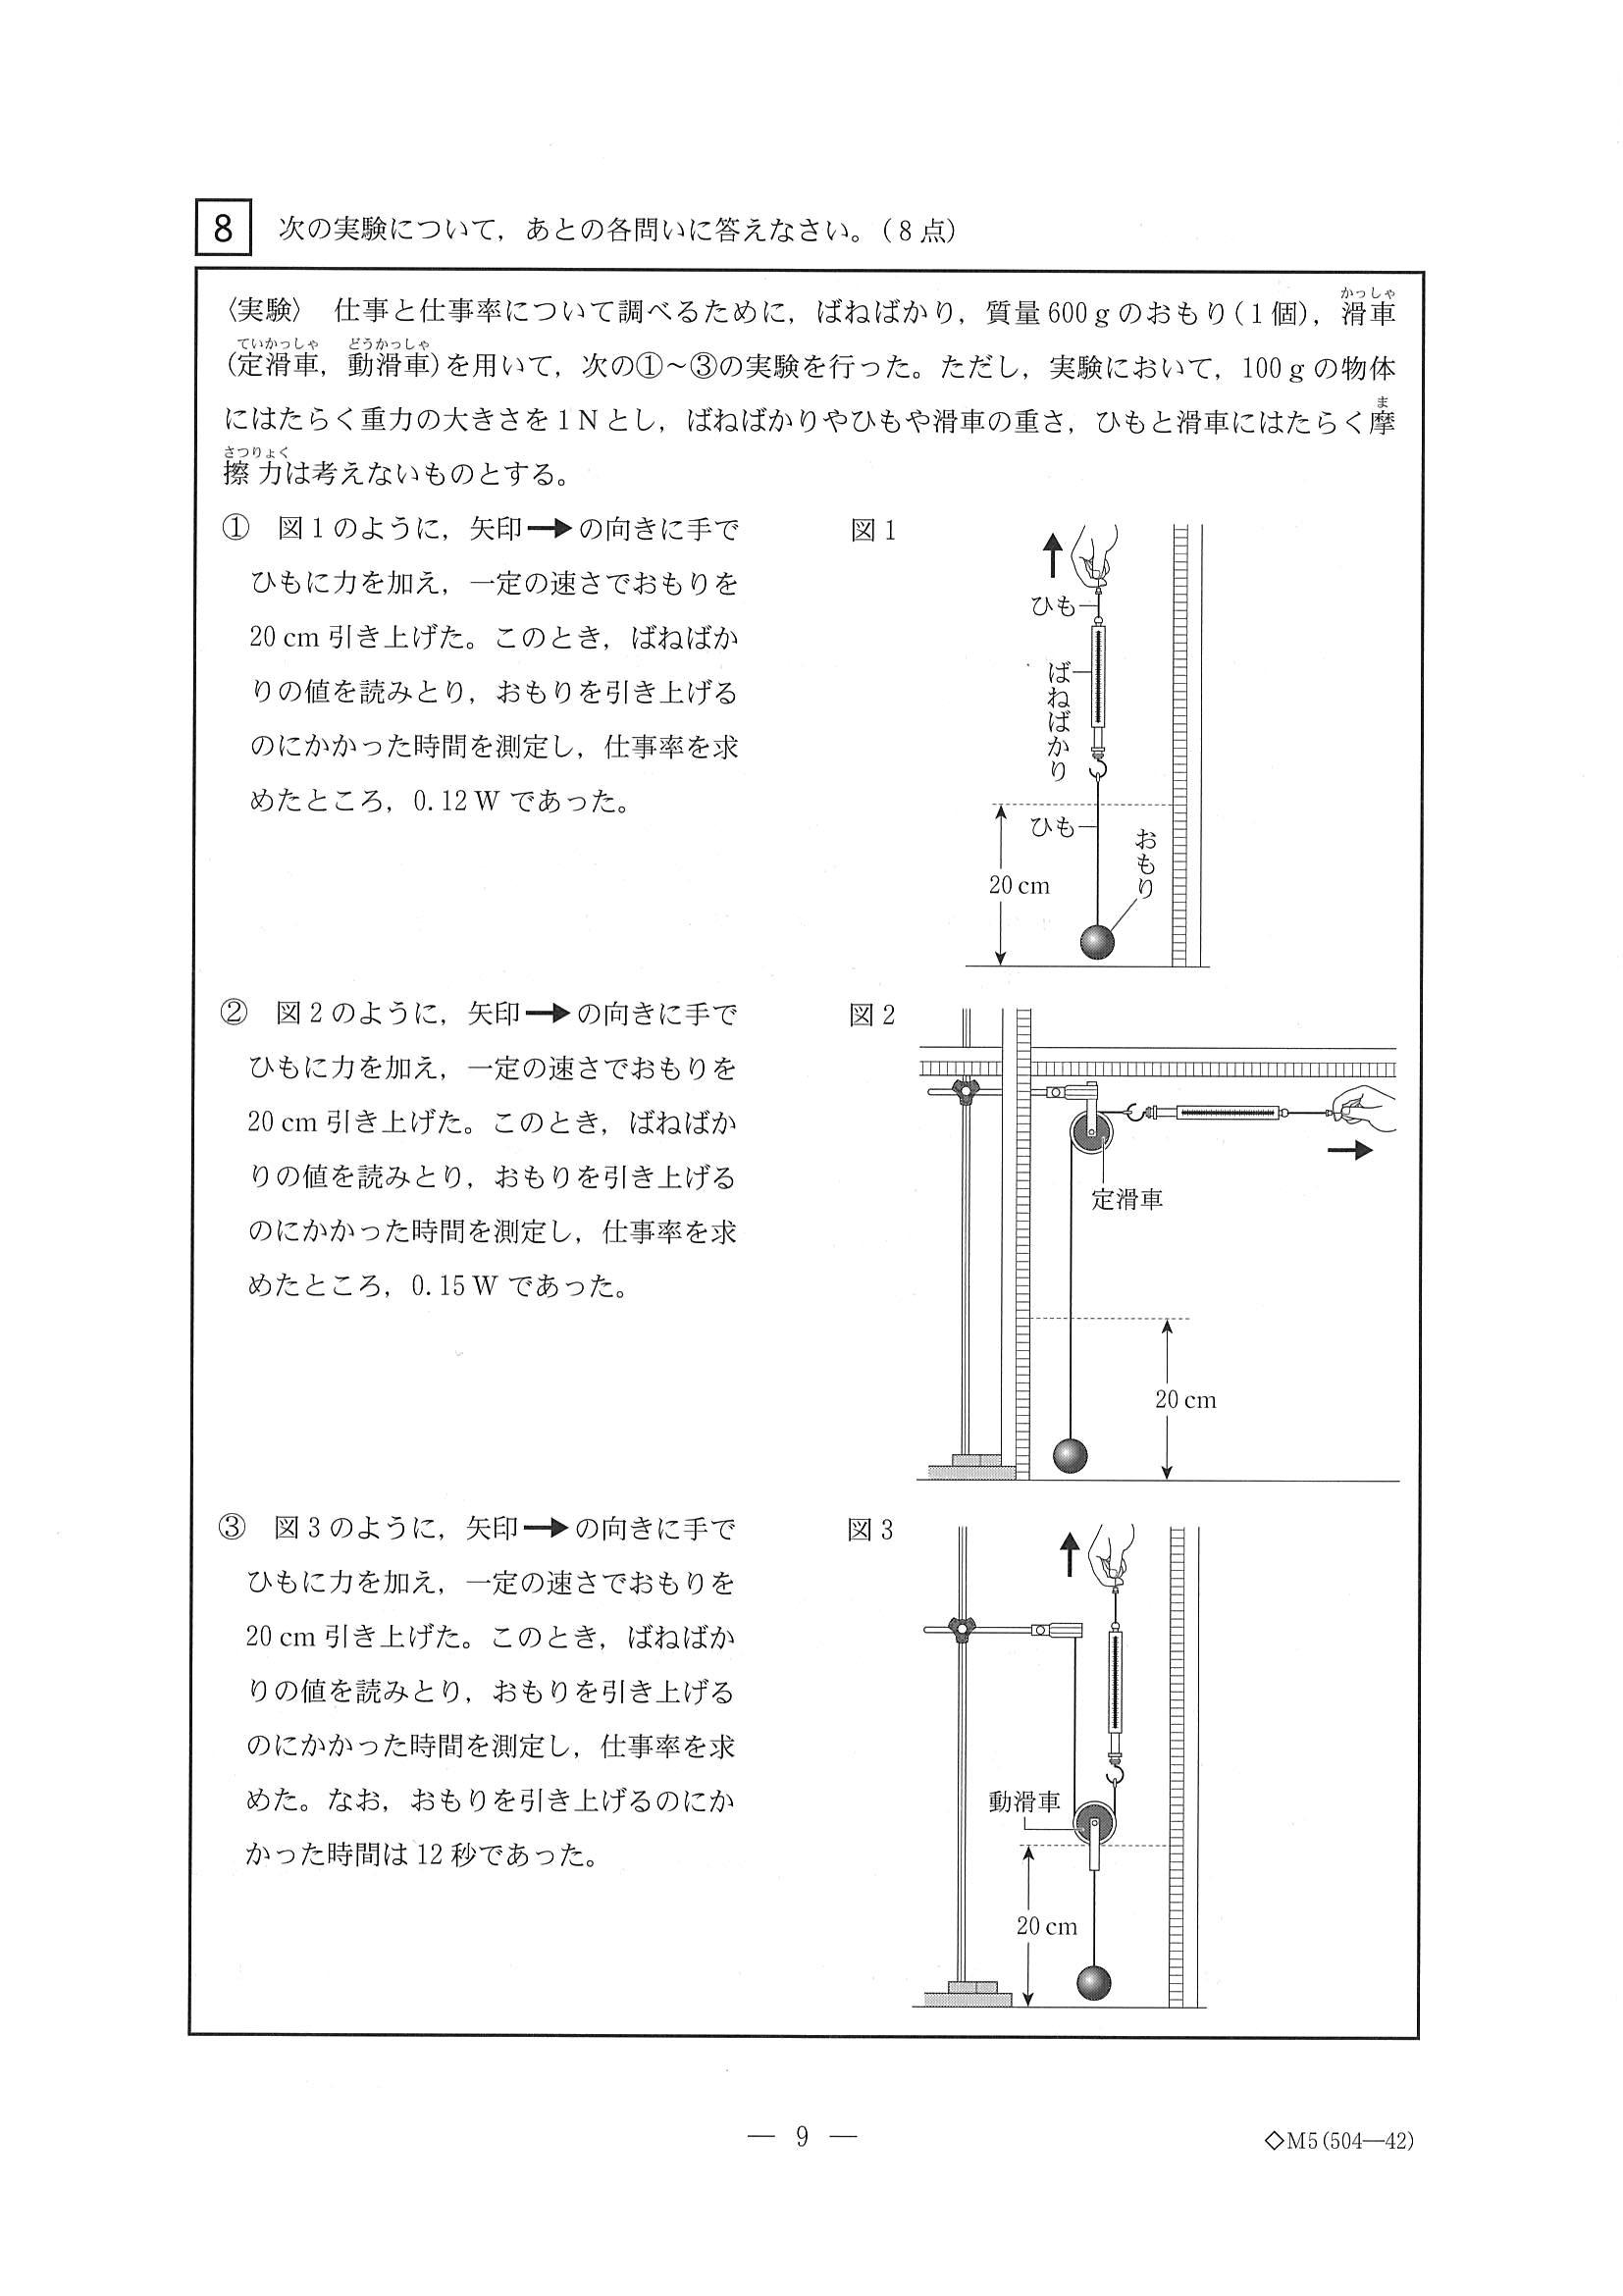 8 次の実験について，あとの各問いに答えなさい。（8点）
〈実験〉 仕事と仕事率について調べるために，ばねばかり，質量600gのおもり(1個)，滑車
かっしゃ
(定滑車，動滑車)を用いて，次の①～③の実験を行った。ただし，実験において，100gの物体
ていかっしゃ どうかっしゃ
にはたらく重力の大きさを1Nとし，ばねばかりやひもや滑車の重さ，ひもと滑車にはたらく摩
ま
擦力は考えないものとする。
さつりょく
① 図1のように，矢印➡の向きに手で
ひもに力を加え，一定の速さでおもりを
20cm引き上げた。このとき，ばねばか
りの値を読みとり，おもりを引き上げる
のにかかった時間を測定し，仕事率を求
めたところ，0.12Wであった。
図1
ひも
ばねばかり
ひも
おもり
20cm
② 図2のように，矢印➡の向きに手で
ひもに力を加え，一定の速さでおもりを
20cm引き上げた。このとき，ばねばか
りの値を読みとり，おもりを引き上げる
のにかかった時間を測定し，仕事率を求
めたところ，0.15Wであった。
図2
定滑車
20cm
③ 図3のように，矢印➡の向きに手で
ひもに力を加え，一定の速さでおもりを
20cm引き上げた。このとき，ばねばか
りの値を読みとり，おもりを引き上げる
のにかかった時間を測定し，仕事率を求
めた。なお，おもりを引き上げるのにか
かった時間は12秒であった。
図3
動滑車
20cm
― 9 ―
◇M5(504―42)